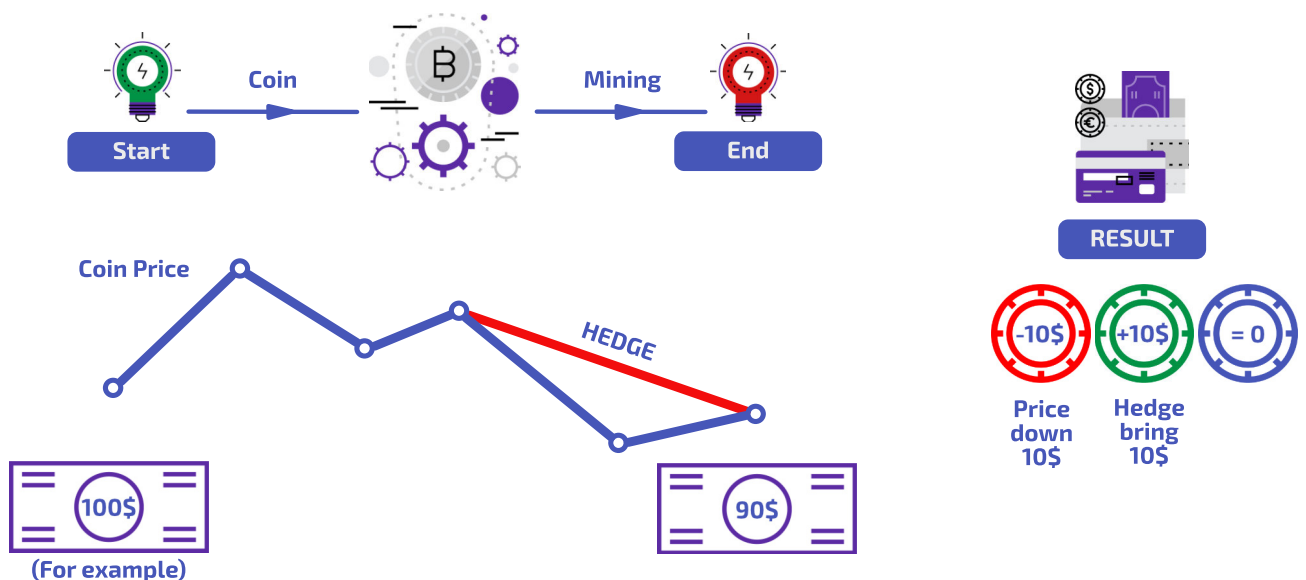 Coin
Mining
Start
End
RESULT
Coin Price
HEDGE
-10$
+10$
= 0
Price
down
10$
Hedge
bring
10$
100$
90$
(For example)